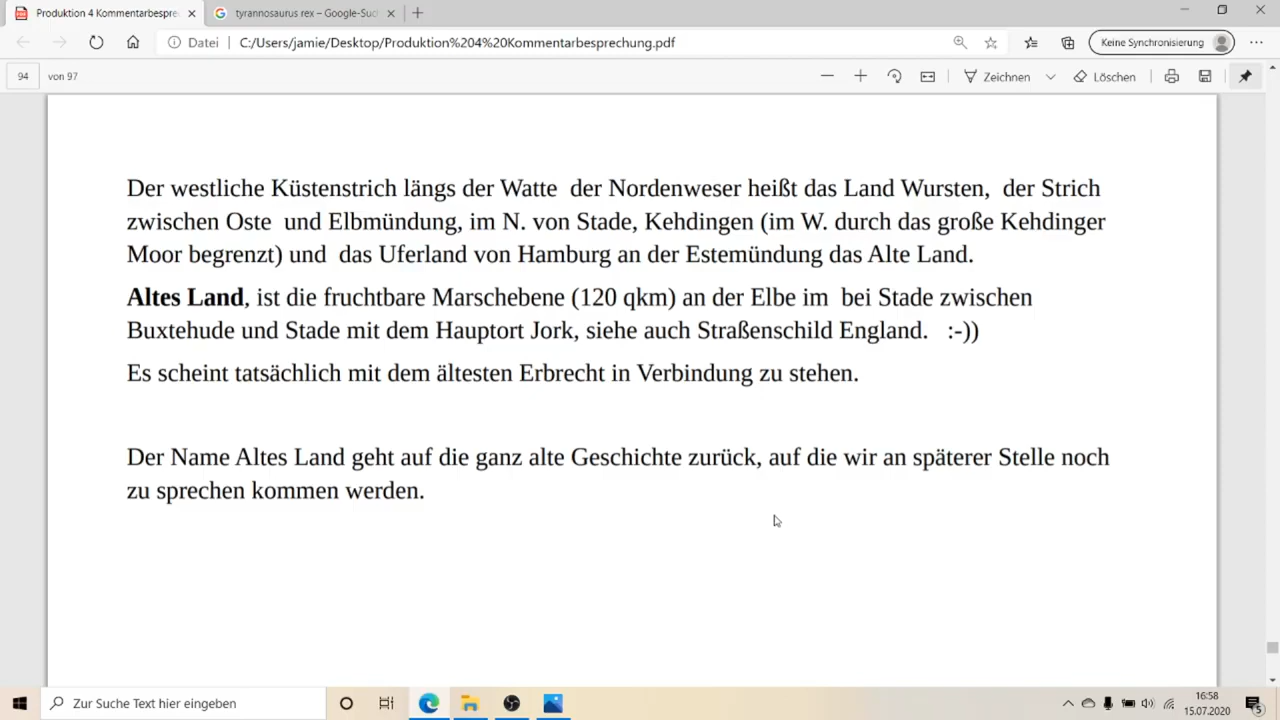 Produktion 4 Kommentarbespre
tyrannosaurus rex – Google-Suc
Datei
C:/Users/jamie/Desktop/Produktion%204%20Kommentarbesprechung.pdf
Keine Synchronisierung
94 von 97
Zeichnen
Löschen
Der westliche Küstenstrich längs der Watte  der Nordenweser heißt das Land Wursten,  der Strich
zwischen Oste  und Elbmündung, im N. von Stade, Kehdingen (im W. durch das große Kehdinger
Moor begrenzt) und  das Uferland von Hamburg an der Estemündung das Alte Land.
Altes Land, ist die fruchtbare Marschebene (120 qkm) an der Elbe im  bei Stade zwischen
Buxtehude und Stade mit dem Hauptort Jork, siehe auch Straßenschild England.   :-))
Es scheint tatsächlich mit dem ältesten Erbrecht in Verbindung zu stehen.
Der Name Altes Land geht auf die ganz alte Geschichte zurück, auf die wir an späterer Stelle noch
zu sprechen kommen werden.
Zur Suche Text hier eingeben
16:58
15.07.2020
5